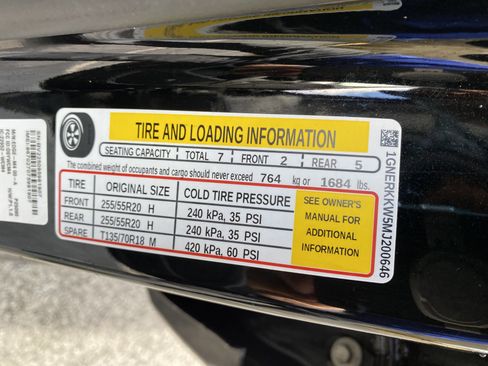 TIRE AND LOADING INFORMATION
SEATING CAPACITY TOTAL 7 FRONT 2 REAR 5
The combined weight of occupants and cargo should never exceed 764 kg or 1684 lbs.
TIRE ORIGINAL SIZE COLD TIRE PRESSURE
FRONT 255/55R20 H 240 kPa, 35 PSI
REAR 255/55R20 H 240 kPa, 35 PSI
SPARE T135/70R18 M 420 kPa, 60 PSI
SEE OWNER'S
MANUAL FOR
ADDITIONAL
INFORMATION
1GNERKKW5MJ200646